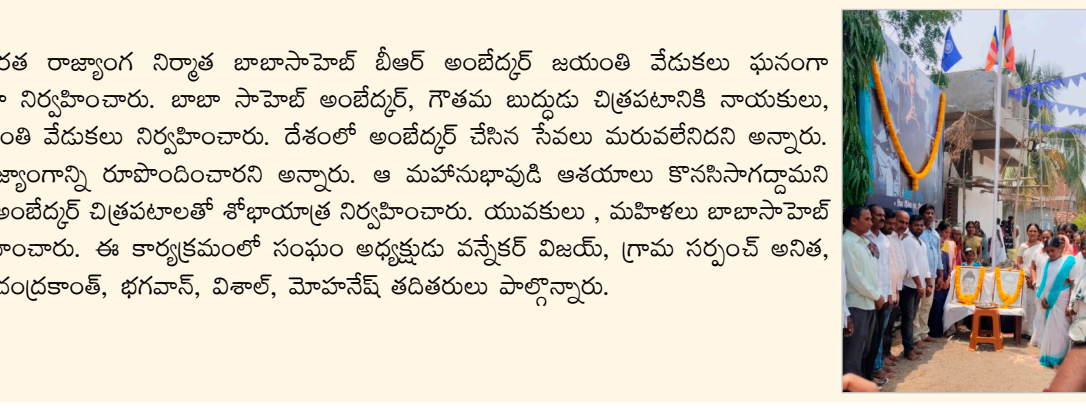 రత రాజ్యాంగ నిర్మాత బాబాసాహెబ్ బీఆర్ అంబేద్కర్ జయంతి వేడుకలు ఘనంగా
నిర్వహించారు. బాబా సాహెబ్ అంబేద్కర్, గౌతమ బుద్ధుడు చిత్రపటానికి నాయకులు,
ంతి వేడుకలు నిర్వహించారు. దేశంలో అంబేద్కర్ చేసిన సేవలు మరువలేనిదని అన్నారు.
జ్యాంగాన్ని రూపొందించారని అన్నారు. ఆ మహానుభావుడి ఆశయాలు కొనసిసాగద్దామని
అంబేద్కర్ చిత్రపటాలతో శోభాయాత్ర నిర్వహించారు. యువకులు , మహిళలు బాబాసాహెబ్
ించారు. ఈ కార్యక్రమంలో సంఘం అధ్యక్షుడు వన్నేకర్ విజయ్, గ్రామ సర్పంచ్ అనిత,
చంద్రకాంత్, భగవాన్, విశాల్, మోహనేష్ తదితరులు పాల్గొన్నారు.